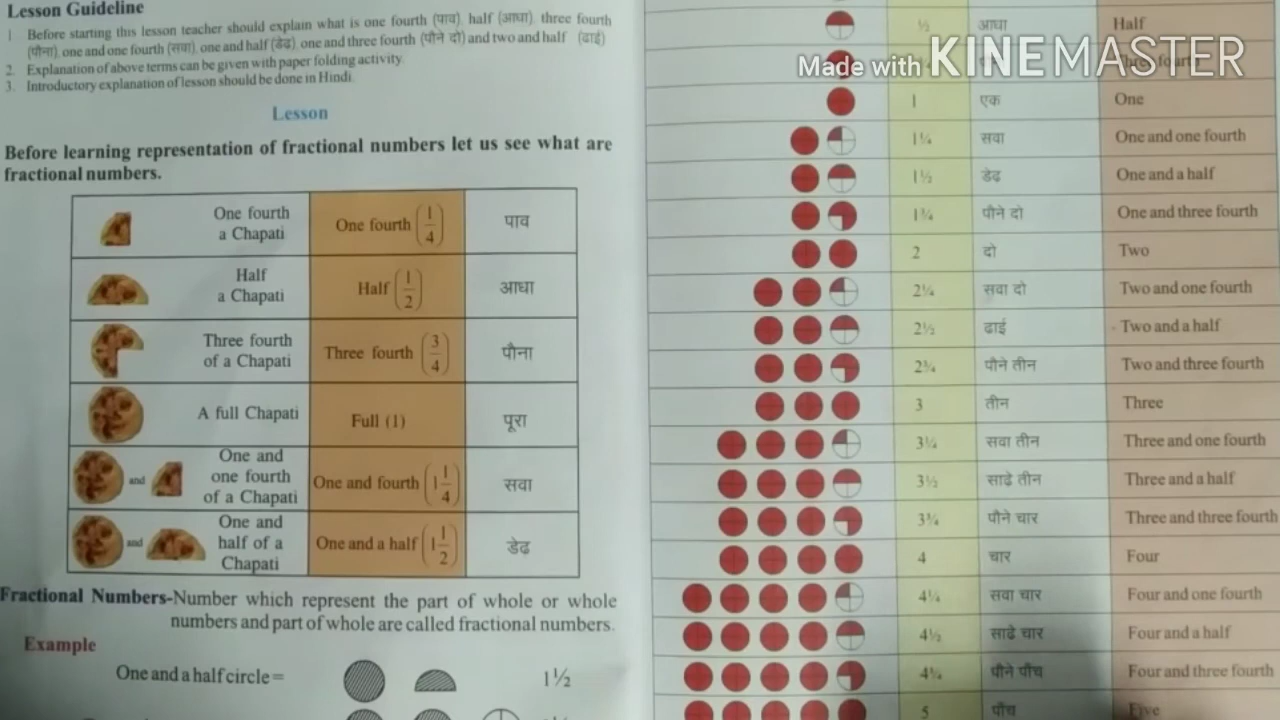 Lesson Guideline
1 Before starting this lesson teacher should explain what is one fourth (पाव), half (आधा), three fourth
(पौना), one and one fourth (सवा), one and half (डेढ़), one and three fourth (पौने दो) and two and half (ढाई)
2. Explanation of above terms can be given with paper folding activity.
3. Introductory explanation of lesson should be done in Hindi.
Lesson
Before learning representation of fractional numbers let us see what are
fractional numbers.
One fourth
a Chapati
One fourth (1/4)
पाव
Half
a Chapati
Half (1/2)
आधा
Three fourth
of a Chapati
Three fourth (3/4)
पौना
A full Chapati
Full (1)
पूरा
and
One and
one fourth
of a Chapati
One and fourth (1 1/4)
सवा
and
One and
half of a
Chapati
One and a half (1 1/2)
डेढ
Fractional Numbers-Number which represent the part of whole or whole
numbers and part of whole are called fractional numbers.
Example
One and a half circle =
1½
½ आधा Half
Three fourth
Made with KINEMASTER
1 एक One
1¼ सवा One and one fourth
1½ डेढ़ One and a half
1¾ पौने दो One and three fourth
2 दो Two
2¼ सवा दो Two and one fourth
2½ ढाई Two and a half
2¾ पौने तीन Two and three fourth
3 तीन Three
3¼ सवा तीन Three and one fourth
3½ साढ़े तीन Three and a half
3¾ पौने चार Three and three fourth
4 चार Four
4¼ सवा चार Four and one fourth
4½ साढ़े चार Four and a half
4¾ पौने पाँच Four and three fourth
5 पाँच Five